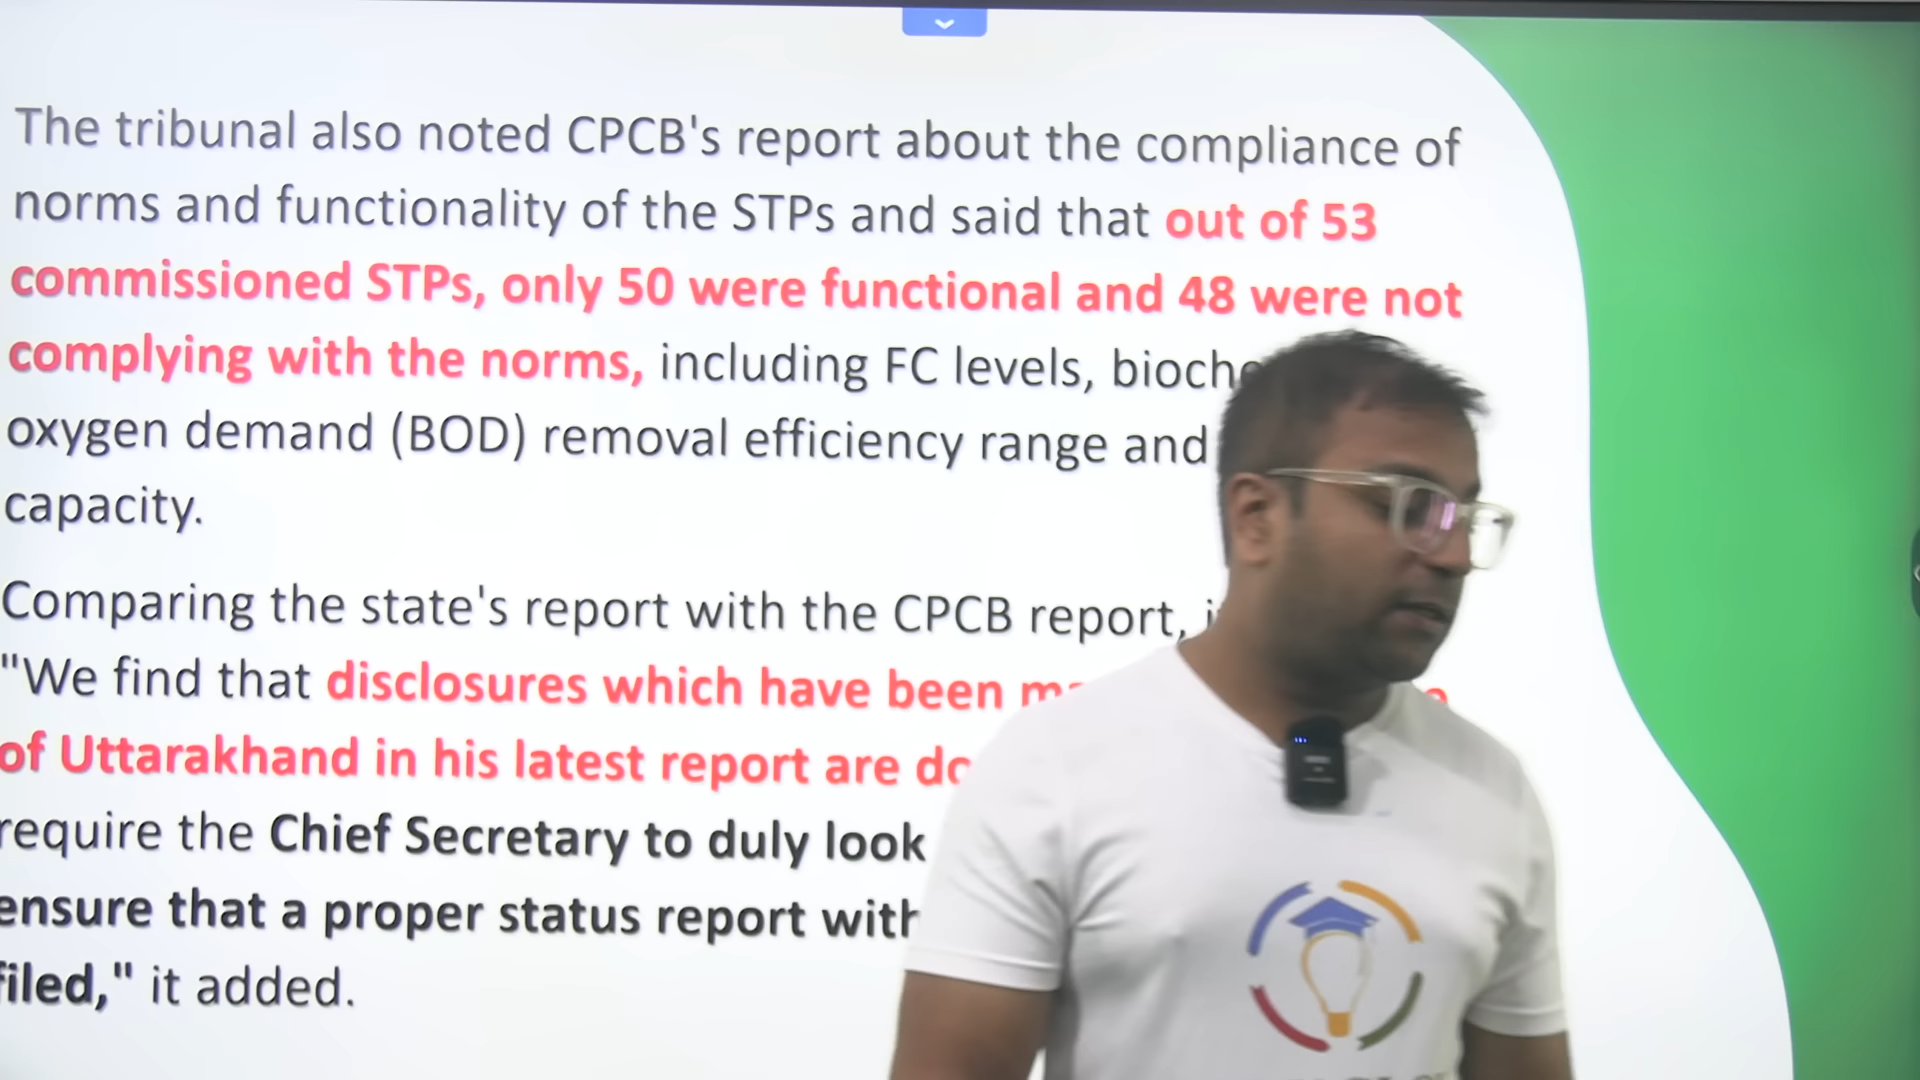 The tribunal also noted CPCB's report about the compliance of
norms and functionality of the STPs and said that out of 53
commissioned STPs, only 50 were functional and 48 were not
complying with the norms, including FC levels,
oxygen demand (BOD) removal efficiency range and
capacity.
Comparing the state's report with the CPCB report,
"We find that disclosures which have been
of Uttarakhand in his latest report are
require the Chief Secretary to duly look
ensure that a proper status report with
filed," it added.